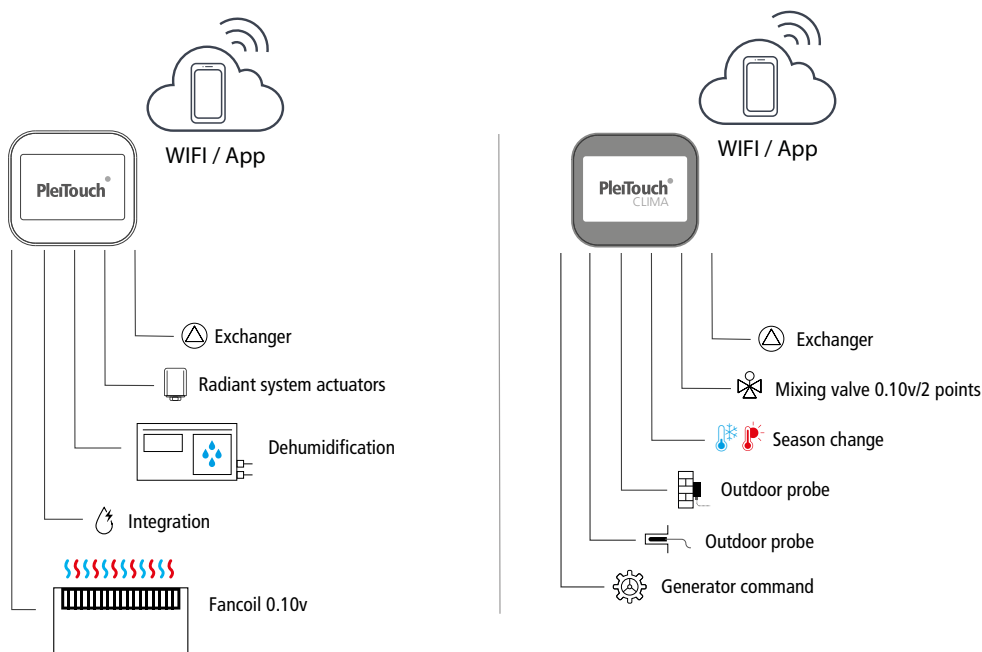 WIFI / App
PleiTouch
Exchanger
Radiant system actuators
Dehumidification
Integration
Fancoil 0.10v
WIFI / App
PleiTouch
CLIMA
Exchanger
Mixing valve 0.10v/2 points
Season change
Outdoor probe
Outdoor probe
Generator command